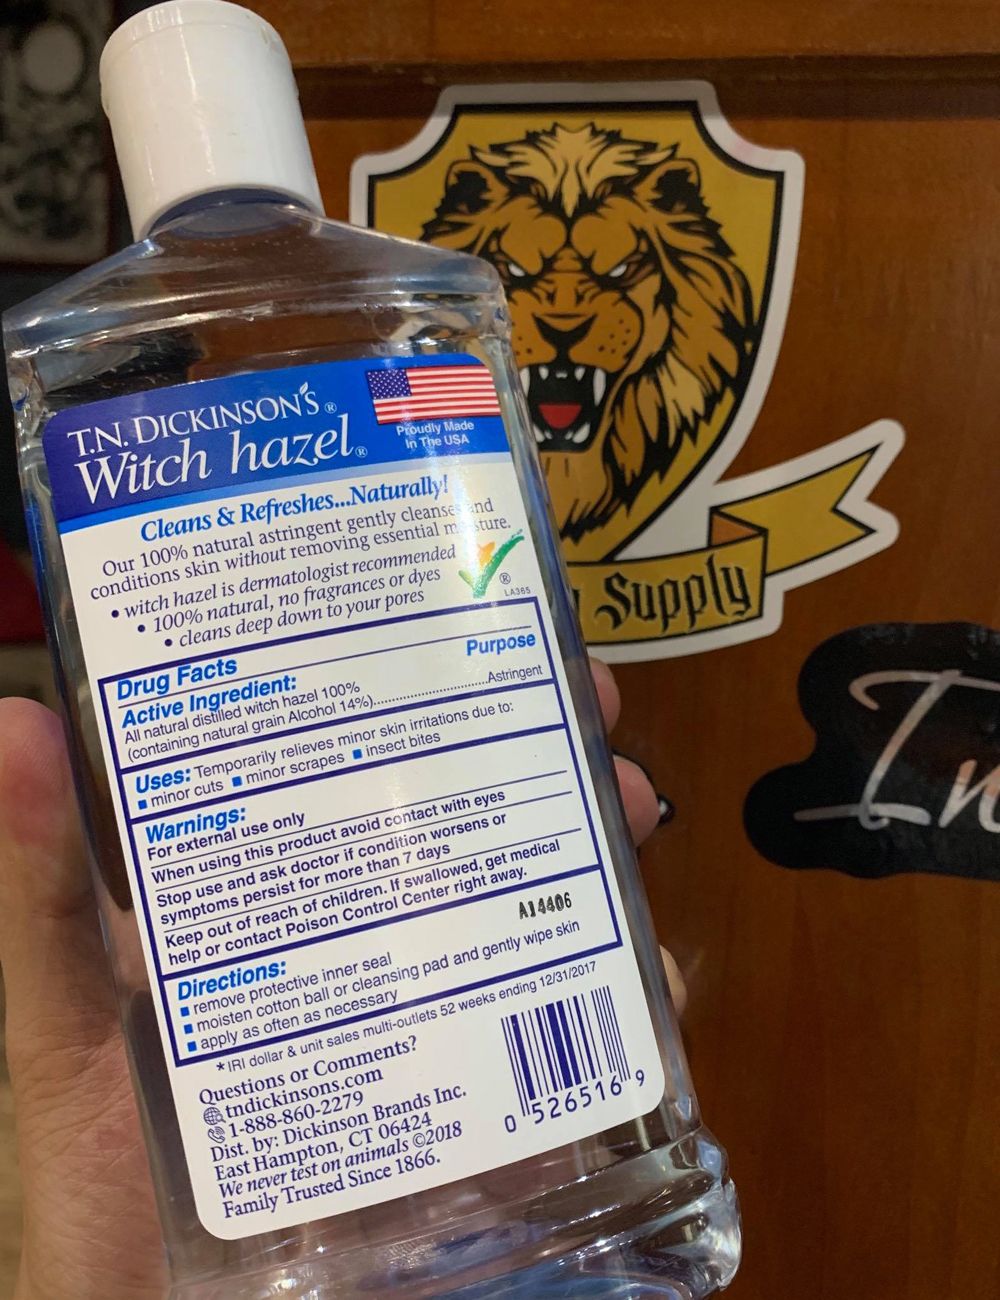 T.N. DICKINSON'S®
Witch hazel®
Proudly Made
In The USA
Cleans & Refreshes...Naturally!
Our 100% natural astringent gently cleanses and
conditions skin without removing essential moisture.
• witch hazel is dermatologist recommended
• 100% natural, no fragrances or dyes
• cleans deep down to your pores
®
LA365
Drug Facts
Active Ingredient: Purpose
All natural distilled witch hazel 100%
(containing natural grain Alcohol 14%)..............................Astringent
Uses: Temporarily relieves minor skin irritations due to:
■ minor cuts ■ minor scrapes ■ insect bites
Warnings:
For external use only
When using this product avoid contact with eyes
Stop use and ask doctor if condition worsens or
symptoms persist for more than 7 days
Keep out of reach of children. If swallowed, get medical
help or contact Poison Control Center right away.
A14406
Directions:
■ remove protective inner seal
■ moisten cotton ball or cleansing pad and gently wipe skin
■ apply as often as necessary
*IRI dollar & unit sales multi-outlets 52 weeks ending 12/31/2017
Questions or Comments?
tndickinsons.com
1-888-860-2279
Dist. by: Dickinson Brands Inc.
East Hampton, CT 06424
We never test on animals ©2018
Family Trusted Since 1866.
0 526516 9
Supply